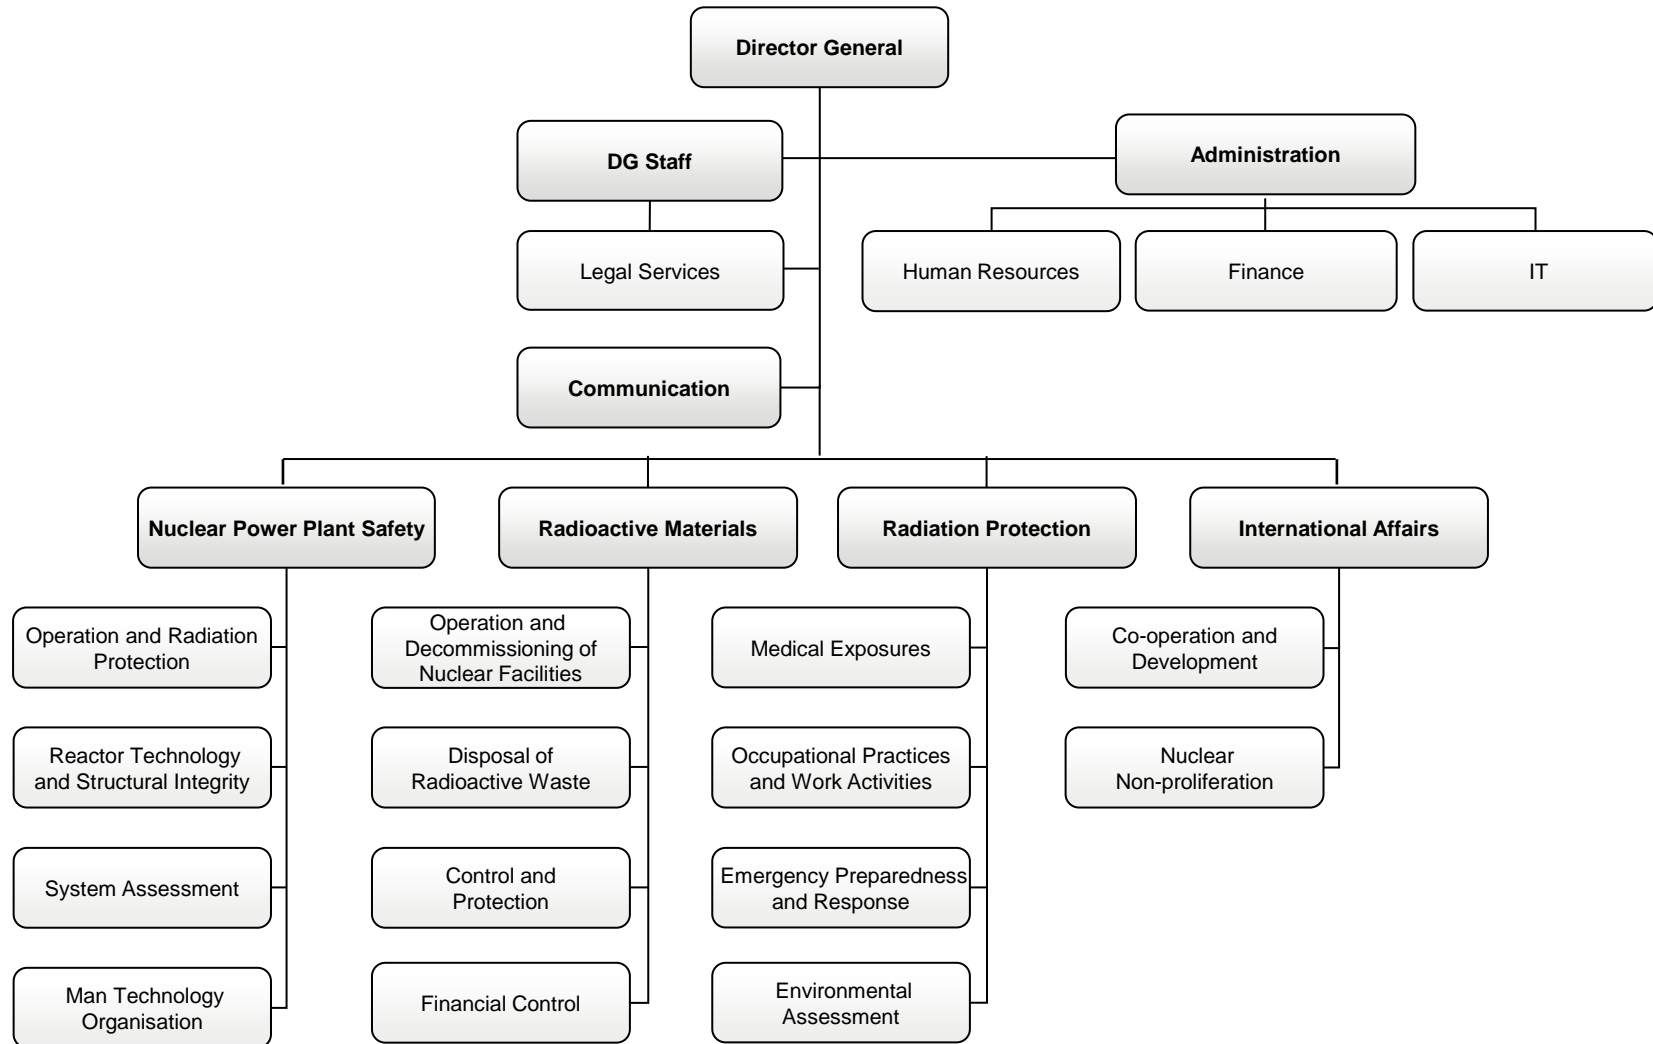 Director General
DG Staff
Administration
Legal Services
Human Resources
Finance
IT
Communication
Nuclear Power Plant Safety
Radioactive Materials
Radiation Protection
International Affairs
Operation and Radiation
Protection
Operation and
Decommissioning of
Nuclear Facilities
Medical Exposures
Co-operation and
Development
Reactor Technology
and Structural Integrity
Disposal of
Radioactive Waste
Occupational Practices
and Work Activities
Nuclear
Non-proliferation
System Assessment
Control and
Protection
Emergency Preparedness
and Response
Man Technology
Organisation
Financial Control
Environmental
Assessment